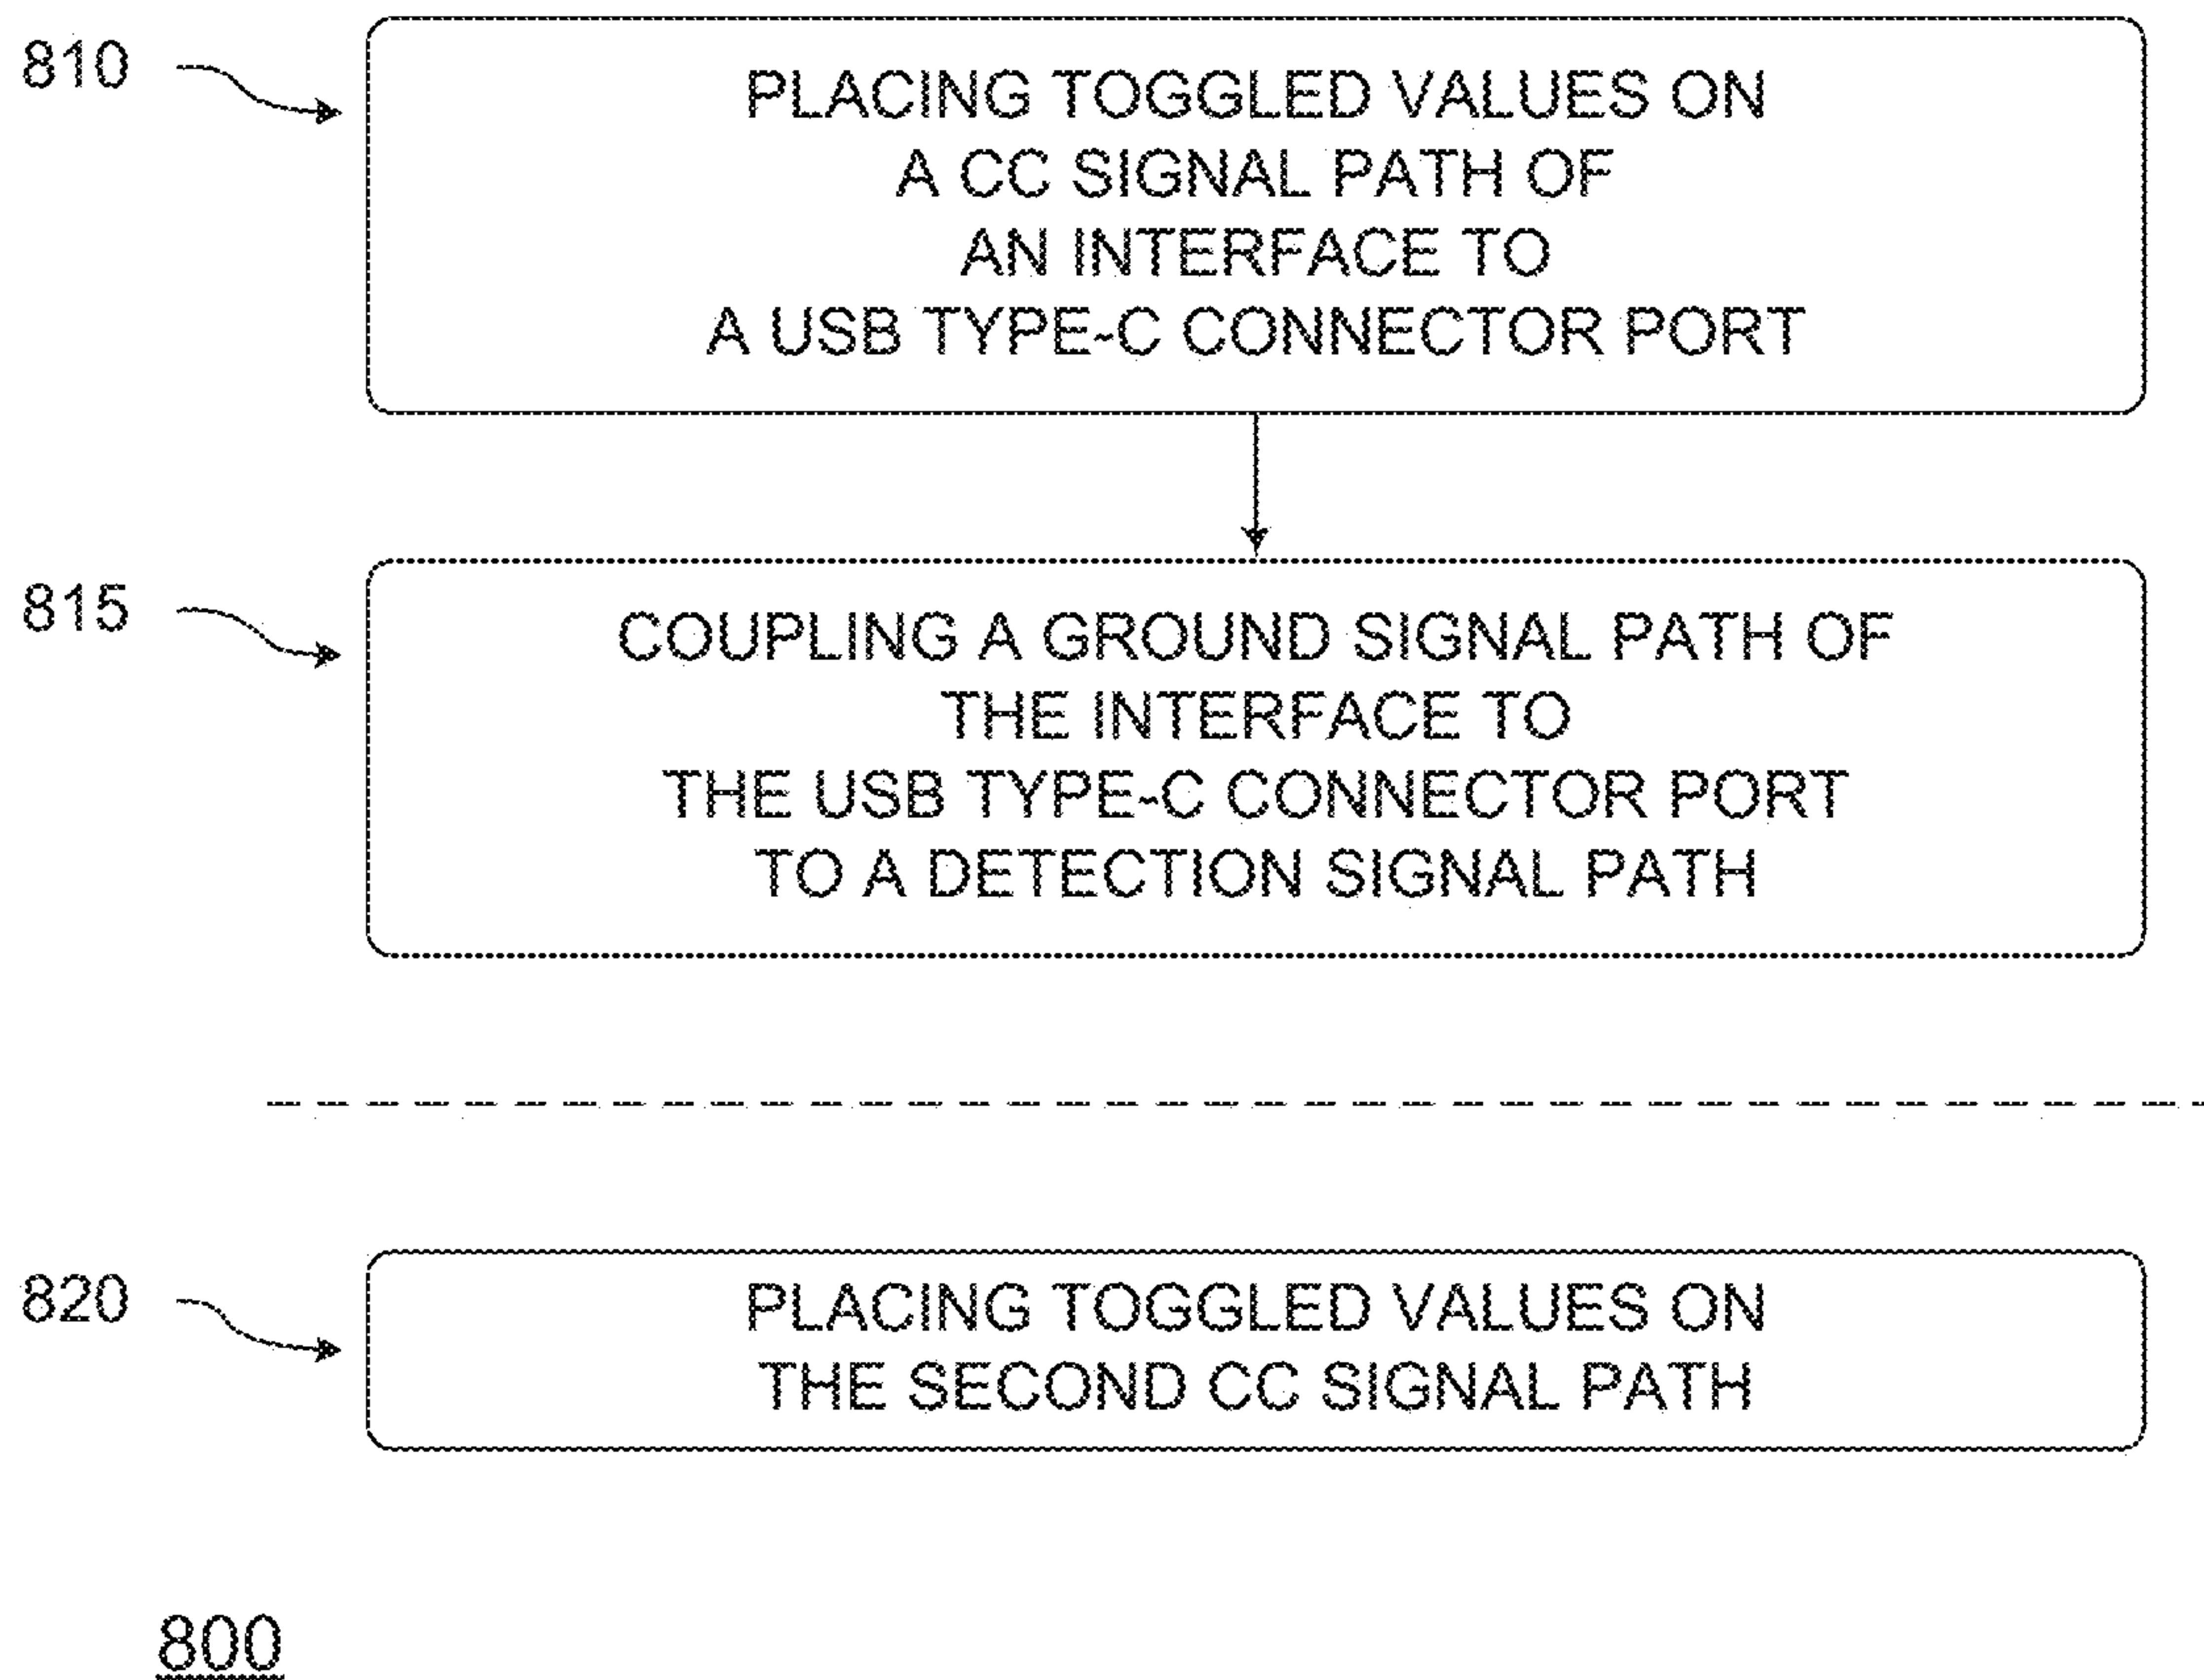 810
PLACING TOGGLED VALUES ON
A CC SIGNAL PATH OF
AN INTERFACE TO
A USB TYPE-C CONNECTOR PORT
815
COUPLING A GROUND SIGNAL PATH OF
THE INTERFACE TO
THE USB TYPE-C CONNECTOR PORT
TO A DETECTION SIGNAL PATH
820
PLACING TOGGLED VALUES ON
THE SECOND CC SIGNAL PATH
800